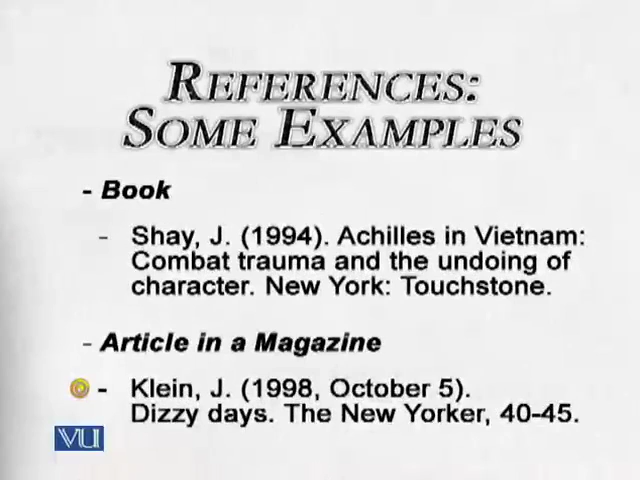 REFERENCES:
SOME EXAMPLES
- Book
- Shay, J. (1994). Achilles in Vietnam:
Combat trauma and the undoing of
character. New York: Touchstone.
- Article in a Magazine
- Klein, J. (1998, October 5).
Dizzy days. The New Yorker, 40-45.
VU